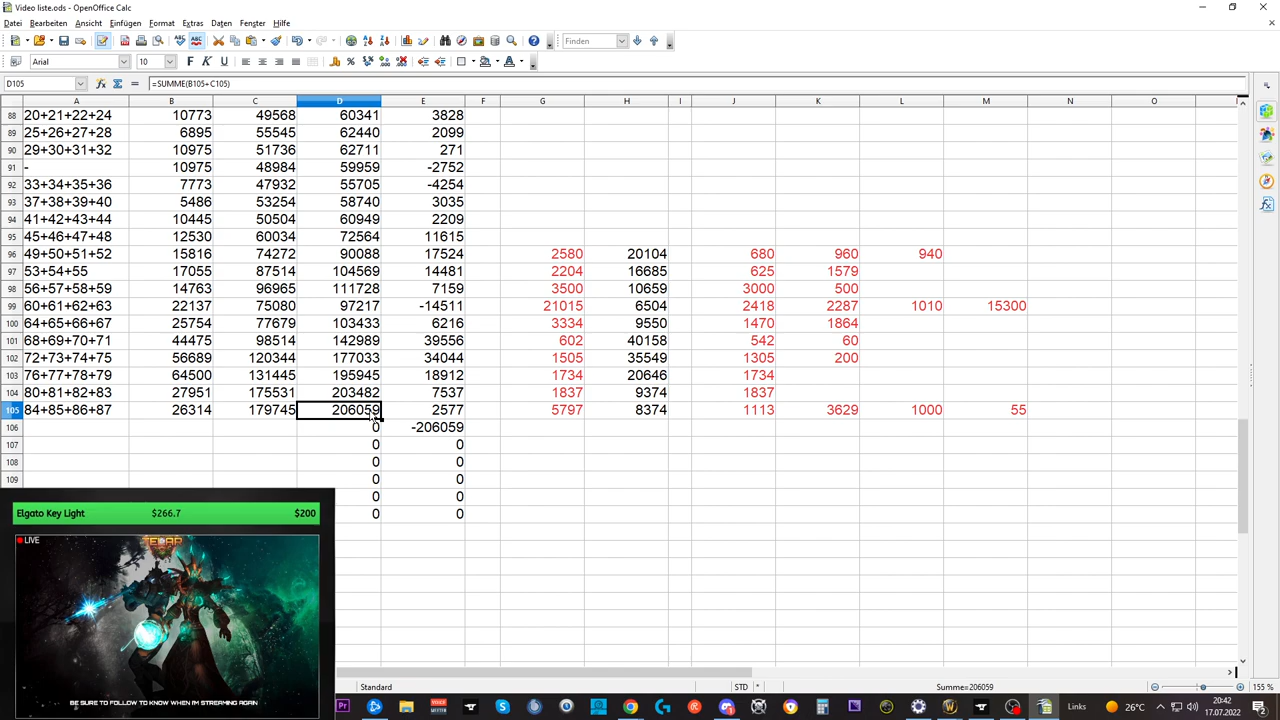 Video liste.ods - OpenOffice Calc
Datei Bearbeiten Ansicht Einfügen Format Extras Daten Fenster Hilfe
Finden
Arial 10
D105 =SUMME(B105+C105)
A B C D E F G H I J K L M N O
88 20+21+22+24 10773 49568 60341 3828
89 25+26+27+28 6895 55545 62440 2099
90 29+30+31+32 10975 51736 62711 271
91 - 10975 48984 59959 -2752
92 33+34+35+36 7773 47932 55705 -4254
93 37+38+39+40 5486 53254 58740 3035
94 41+42+43+44 10445 50504 60949 2209
95 45+46+47+48 12530 60034 72564 11615
96 49+50+51+52 15816 74272 90088 17524 2580 20104 680 960 940
97 53+54+55 17055 87514 104569 14481 2204 16685 625 1579
98 56+57+58+59 14763 96965 111728 7159 3500 10659 3000 500
99 60+61+62+63 22137 75080 97217 -14511 21015 6504 2418 2287 1010 15300
100 64+65+66+67 25754 77679 103433 6216 3334 9550 1470 1864
101 68+69+70+71 44475 98514 142989 39556 602 40158 542 60
102 72+73+74+75 56689 120344 177033 34044 1505 35549 1305 200
103 76+77+78+79 64500 131445 195945 18912 1734 20646 1734
104 80+81+82+83 27951 175531 203482 7537 1837 9374 1837
105 84+85+86+87 26314 179745 206059 2577 5797 8374 1113 3629 1000 55
106 0 -206059
107 0 0
108 0 0
109 0 0
0 0
0 0
Elgato Key Light $266.7 $200
LIVE
BE SURE TO FOLLOW TO KNOW WHEN I'M STREAMING AGAIN
Standard STD * Summe=206059 155 %
Links 26°C 20:42
17.07.2022